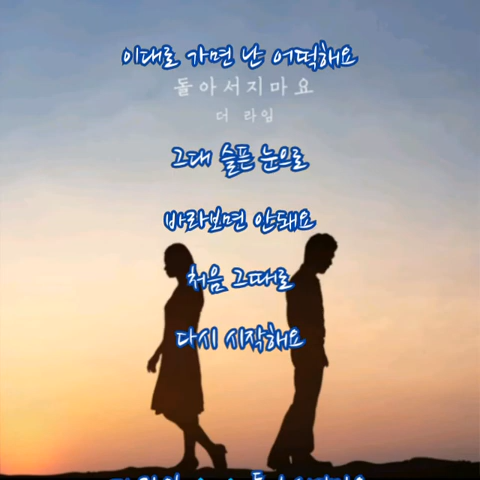 이대로 가면 난 어떡해요
돌아서지마요
더 라임
그대 슬픈 눈으로
바라보면 안돼요
처음 그때로
다시 시작해요